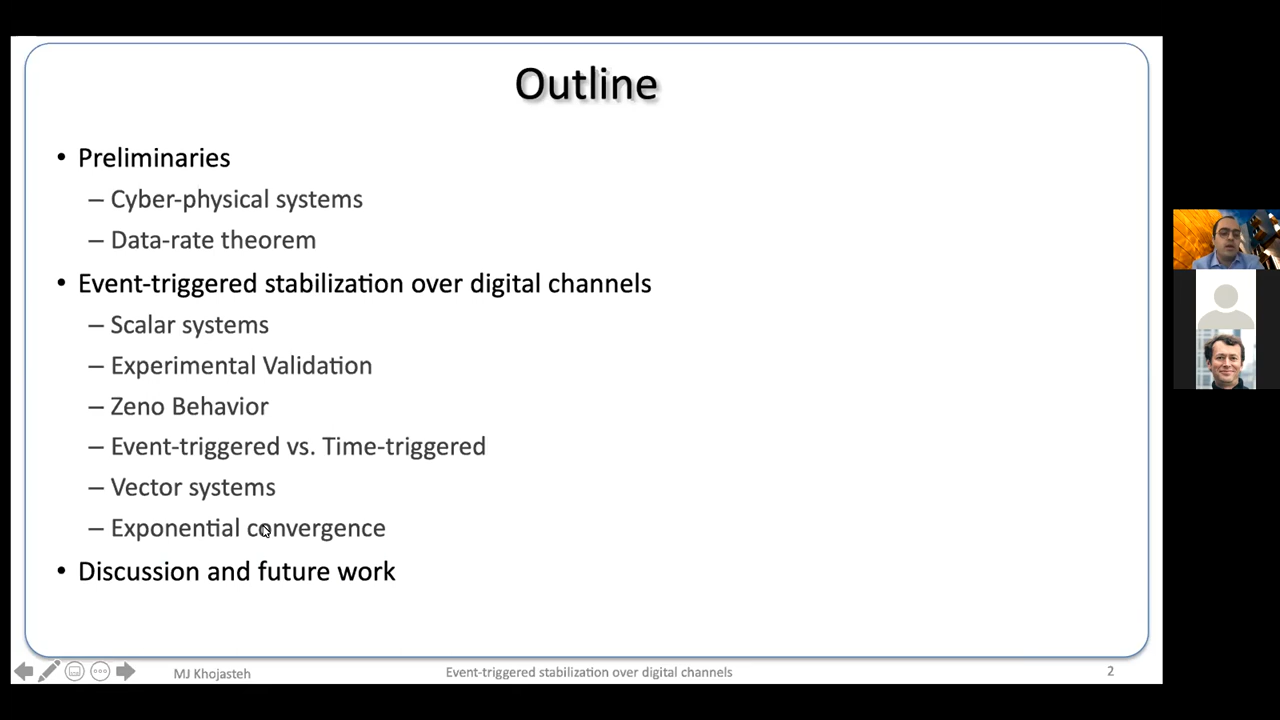 Outline
• Preliminaries
– Cyber-physical systems
– Data-rate theorem
• Event-triggered stabilization over digital channels
– Scalar systems
– Experimental Validation
– Zeno Behavior
– Event-triggered vs. Time-triggered
– Vector systems
– Exponential convergence
• Discussion and future work
MJ Khojasteh
Event-triggered stabilization over digital channels
2